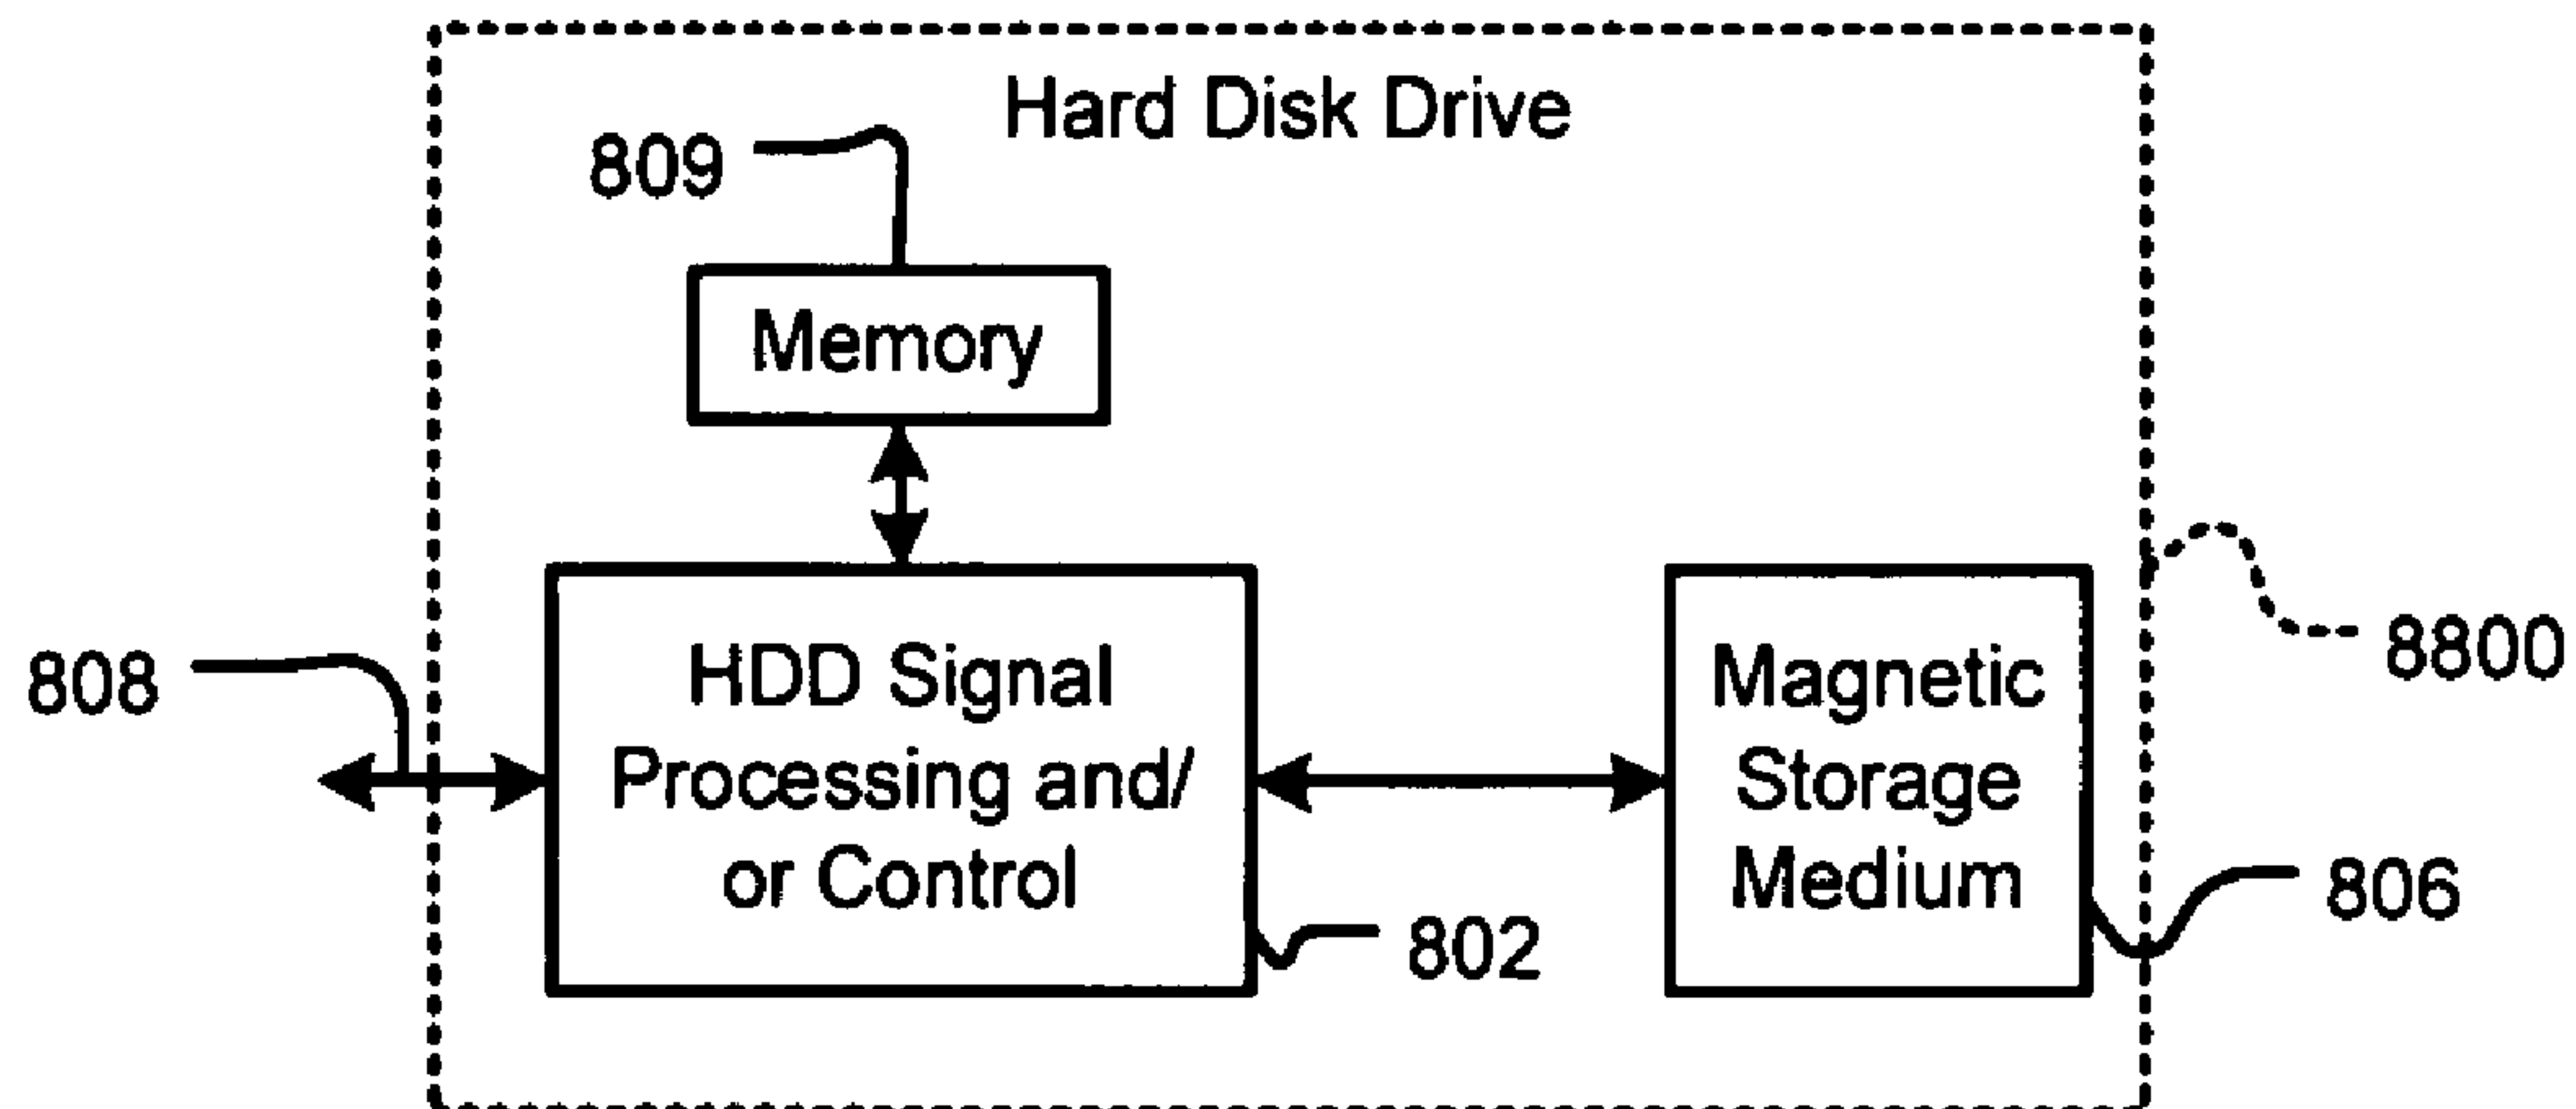 Hard Disk Drive
809
Memory
808
HDD Signal
Processing and/
or Control
802
Magnetic
Storage
Medium
8800
806